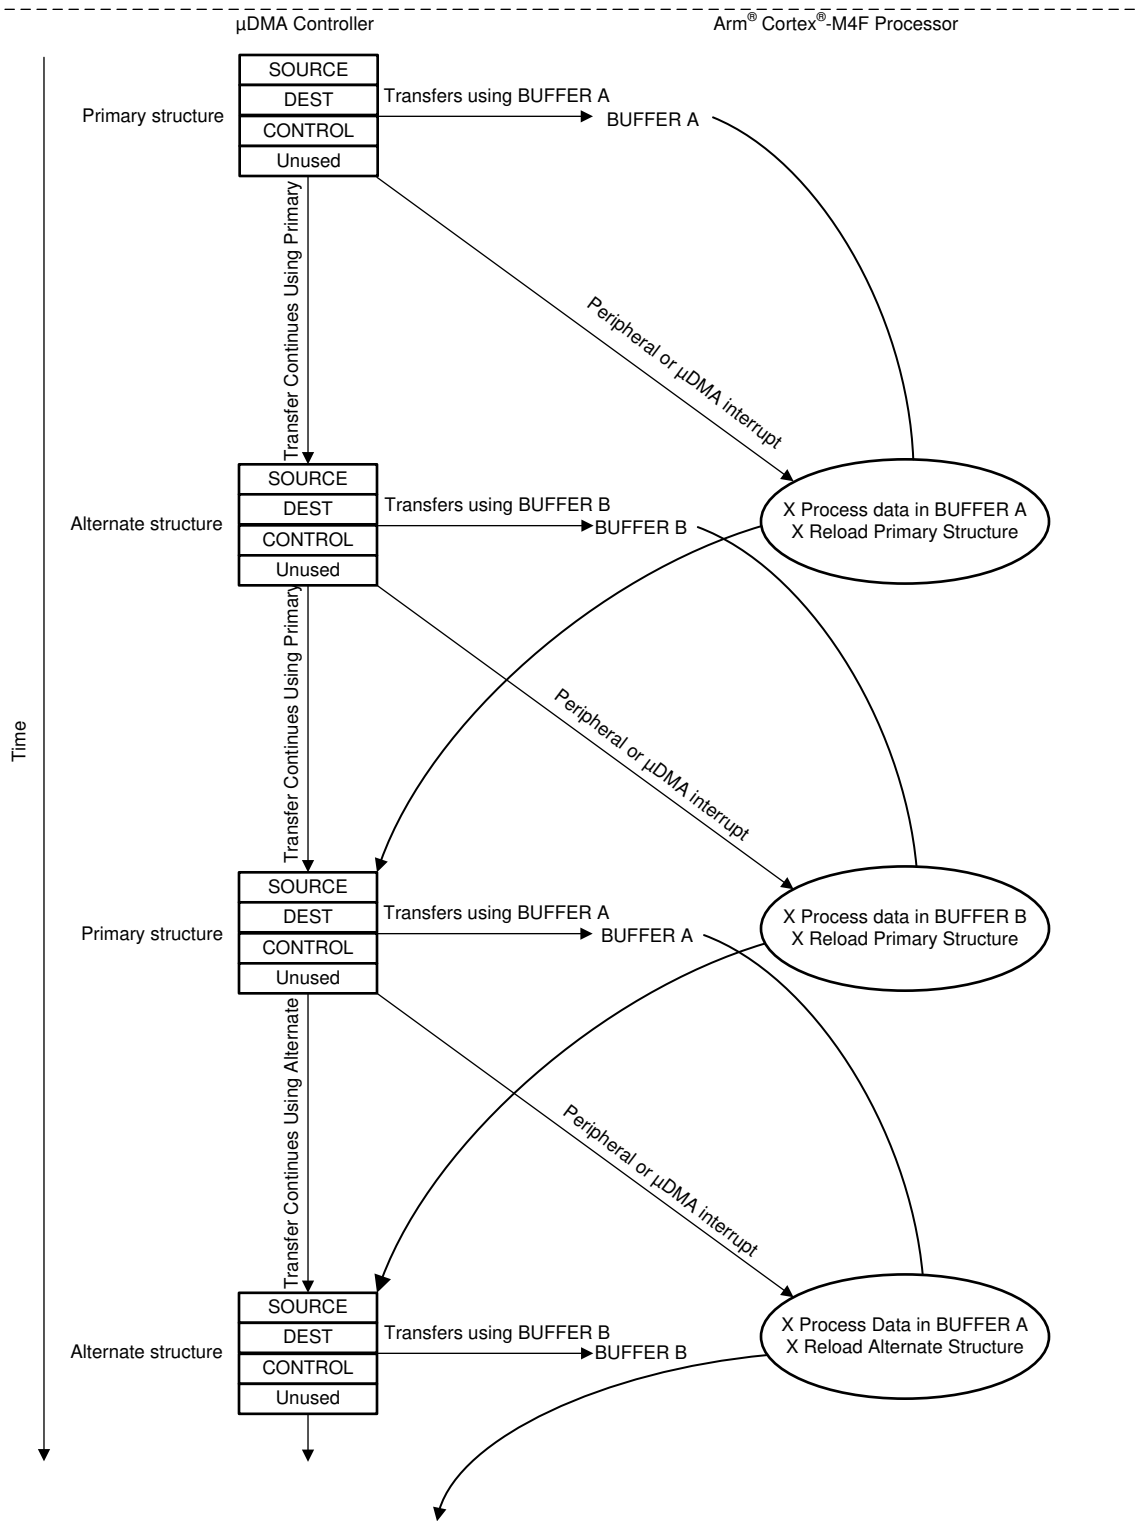 µDMA Controller
Arm® Cortex®-M4F Processor
SOURCE
DEST
CONTROL
Unused
Primary structure
Transfers using BUFFER A
BUFFER A
Transfer Continues Using Primary
Peripheral or µDMA interrupt
SOURCE
DEST
CONTROL
Unused
Alternate structure
Transfers using BUFFER B
BUFFER B
X Process data in BUFFER A
X Reload Primary Structure
Transfer Continues Using Primary
Peripheral or µDMA interrupt
Time
SOURCE
DEST
CONTROL
Unused
Primary structure
Transfers using BUFFER A
BUFFER A
X Process data in BUFFER B
X Reload Primary Structure
Transfer Continues Using Alternate
Peripheral or µDMA interrupt
SOURCE
DEST
CONTROL
Unused
Alternate structure
Transfers using BUFFER B
BUFFER B
X Process Data in BUFFER A
X Reload Alternate Structure